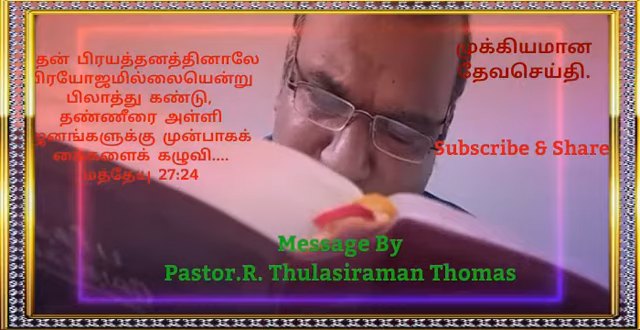 தன் பிரயத்தனத்தினாலே
பிரயோஜமில்லையென்று
பிலாத்து கண்டு,
தண்ணீரை அள்ளி
ஜனங்களுக்கு முன்பாகக்
கைகளைக் கழுவி....
மத்தேயு 27:24
முக்கியமான
தேவசெய்தி.
Subscribe & Share
Message By
Pastor.R. Thulasiraman Thomas